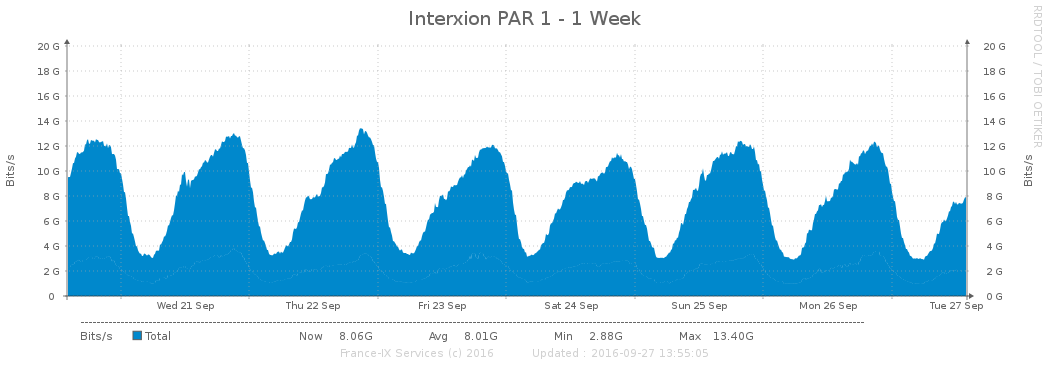 Interxion PAR 1 - 1 Week
RRDTOOL / TOBI OETIKER
Bits/s
Bits/s
20 G 20 G
18 G 18 G
16 G 16 G
14 G 14 G
12 G 12 G
10 G 10 G
8 G 8 G
6 G 6 G
4 G 4 G
2 G 2 G
0 0 G
Wed 21 Sep Thu 22 Sep Fri 23 Sep Sat 24 Sep Sun 25 Sep Mon 26 Sep Tue 27 Sep
Bits/s Total Now 8.06G Avg 8.01G Min 2.88G Max 13.40G
France-IX Services (c) 2016 Updated : 2016-09-27 13:55:05